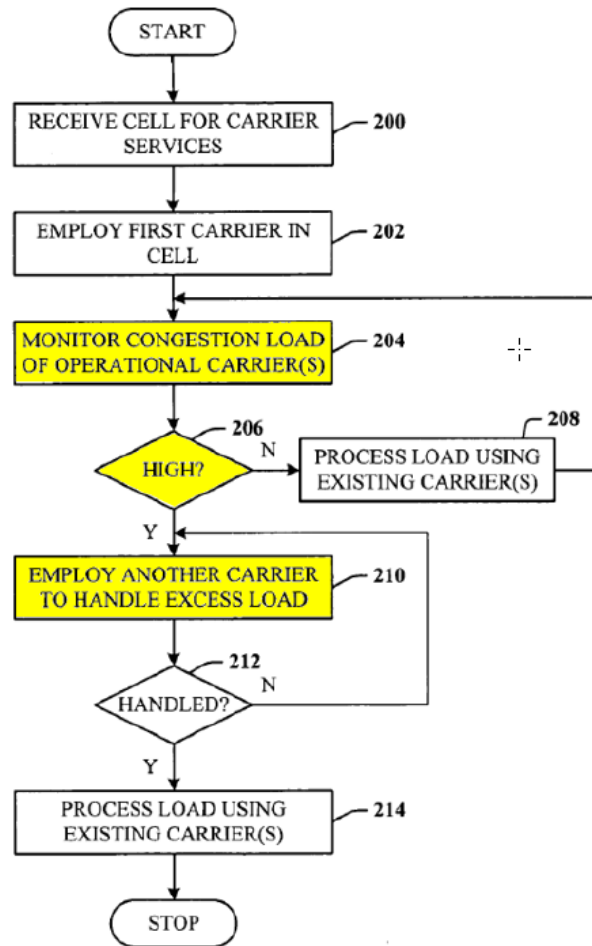 START
RECEIVE CELL FOR CARRIER
SERVICES
200
EMPLOY FIRST CARRIER IN
CELL
202
MONITOR CONGESTION LOAD
OF OPERATIONAL CARRIER(S)
204
206
HIGH?
N
208
PROCESS LOAD USING
EXISTING CARRIER(S)
Y
EMPLOY ANOTHER CARRIER
TO HANDLE EXCESS LOAD
210
212
HANDLED?
N
Y
PROCESS LOAD USING
EXISTING CARRIER(S)
214
STOP